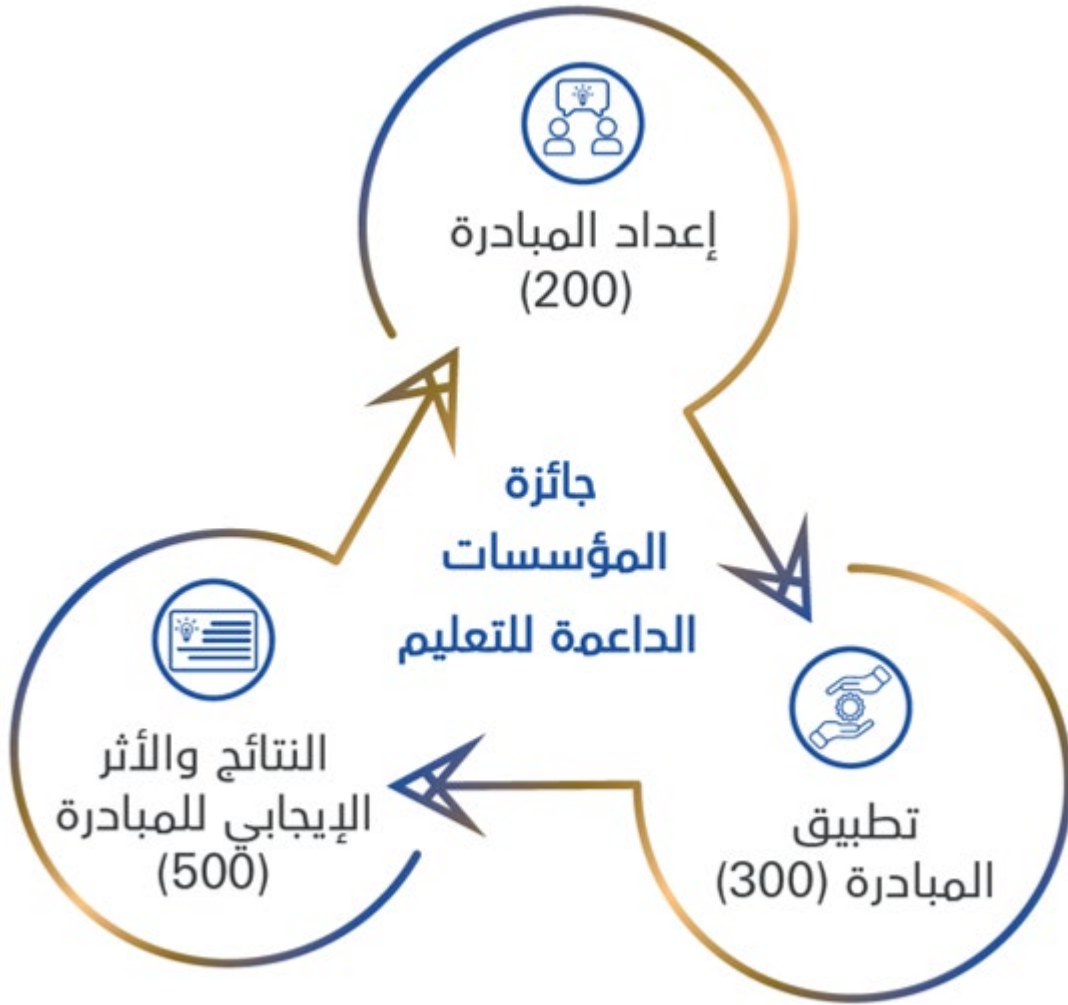 إعداد المبادرة
(200)
جائزة
المؤسسات
الداعمة للتعليم
تطبيق
المبادرة (300)
النتائج والأثر
الإيجابي للمبادرة
(500)